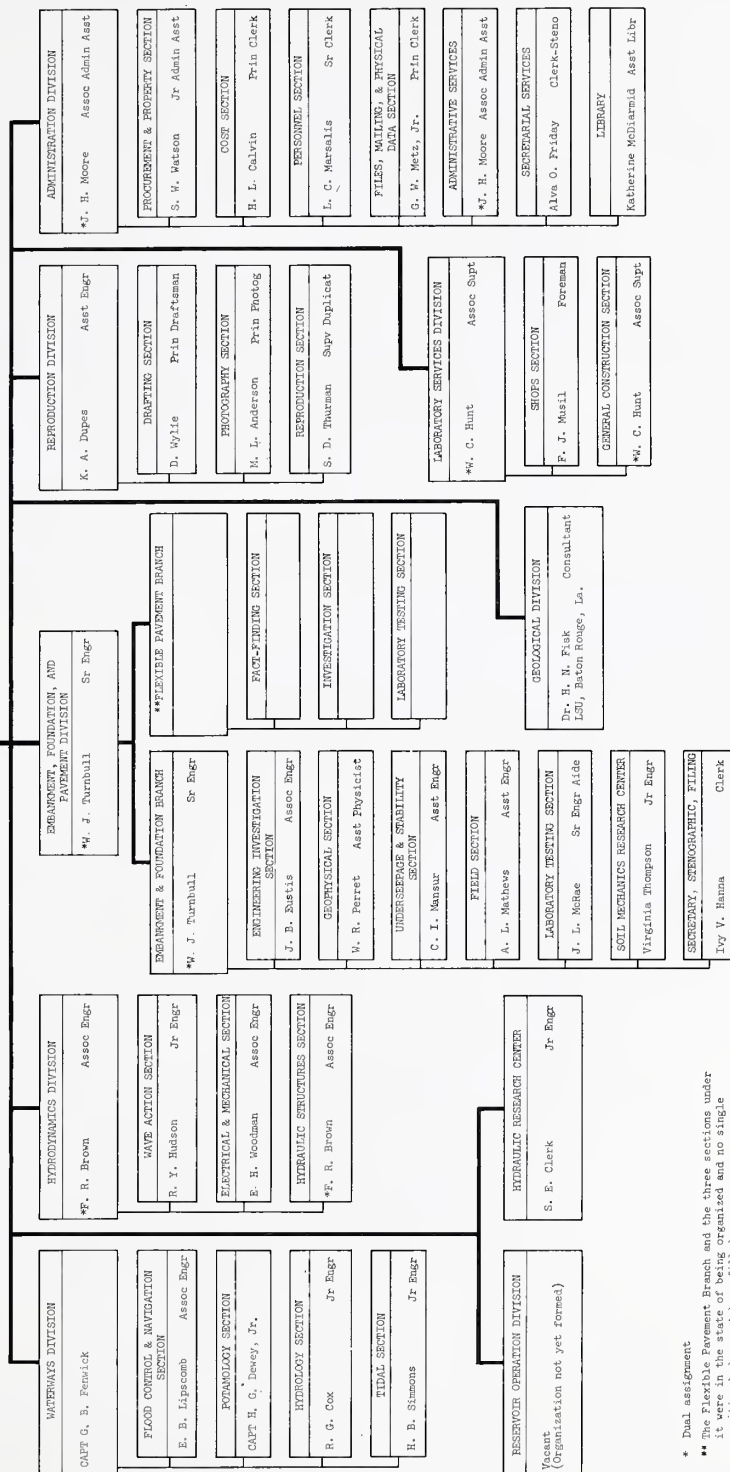 WATERWAYS DIVISION
CAPT G. B. Fenwick
FLOOD CONTROL & NAVIGATION
SECTION
E. B. Lipscomb Assoc Engr
POTAMOLOGY SECTION
CAPT H. G. Dewey, Jr.
HYDROLOGY SECTION
R. G. Cox Jr Engr
TIDAL SECTION
H. B. Simmons Jr Engr
RESERVOIR OPERATION DIVISION
Vacant
(Organization not yet formed)
HYDRODYNAMICS DIVISION
*F. R. Brown Assoc Engr
WAVE ACTION SECTION
R. Y. Hudson Jr Engr
ELECTRICAL & MECHANICAL SECTION
E. H. Woodman Assoc Engr
HYDRAULIC STRUCTURES SECTION
*F. R. Brown Assoc Engr
HYDRAULIC RESEARCH CENTER
S. E. Clerk Jr Engr
EMBANKMENT, FOUNDATION, AND
PAVEMENT DIVISION
*W. J. Turnbull Sr Engr
EMBANKMENT & FOUNDATION BRANCH
*W. J. Turnbull Sr Engr
ENGINEERING INVESTIGATION
SECTION
J. B. Eustis Assoc Engr
GEOPHYSICAL SECTION
W. R. Perret Asst Physicist
UNDERSEEPAGE & STABILITY
SECTION
C. I. Mansur Asst Engr
FIELD SECTION
A. L. Mathews Asst Engr
LABORATORY TESTING SECTION
J. L. McRae Sr Engr Aide
SOIL MECHANICS RESEARCH CENTER
Virginia Thompson Jr Engr
SECRETARY, STENOGRAPHIC, FILING
Ivy V. Hanna Clerk
**FLEXIBLE PAVEMENT BRANCH
FACT-FINDING SECTION
INVESTIGATION SECTION
LABORATORY TESTING SECTION
GEOLOGICAL DIVISION
Dr. H. N. Fisk Consultant
LSU, Baton Rouge, La.
REPRODUCTION DIVISION
K. A. Dupes Asst Engr
DRAFTING SECTION
D. Wylie Prin Draftsman
PHOTOGRAPHY SECTION
M. L. Anderson Prin Photog
REPRODUCTION SECTION
S. D. Thurman Supv Duplicat
LABORATORY SERVICES DIVISION
*W. C. Hunt Assoc Supt
SHOPS SECTION
F. J. Musil Foreman
GENERAL CONSTRUCTION SECTION
*W. C. Hunt Assoc Supt
ADMINISTRATION DIVISION
*J. H. Moore Assoc Admin Asst
PROCUREMENT & PROPERTY SECTION
S. W. Watson Jr Admin Asst
COST SECTION
H. L. Calvin Prin Clerk
PERSONNEL SECTION
L. C. Marsalis Sr Clerk
FILES, MAILING, & PHYSICAL
DATA SECTION
G. W. Metz, Jr. Prin Clerk
ADMINISTRATIVE SERVICES
*J. H. Moore Assoc Admin Asst
SECRETARIAL SERVICES
Alva O. Friday Clerk-Steno
LIBRARY
Katherine McDiarmid Asst Libr
* Dual assignment
** The Flexible Pavement Branch and the three sections under
it were in the state of being organized and no single